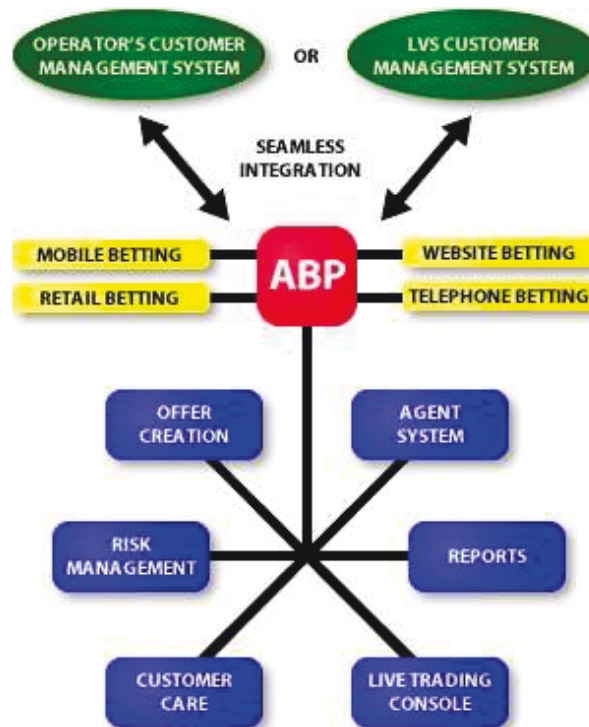 OPERATOR'S CUSTOMER
MANAGEMENT SYSTEM
OR
LVS CUSTOMER
MANAGEMENT SYSTEM
SEAMLESS
INTEGRATION
MOBILE BETTING
RETAIL BETTING
ABP
WEBSITE BETTING
TELEPHONE BETTING
OFFER
CREATION
AGENT
SYSTEM
RISK
MANAGEMENT
REPORTS
CUSTOMER
CARE
LIVE TRADING
CONSOLE